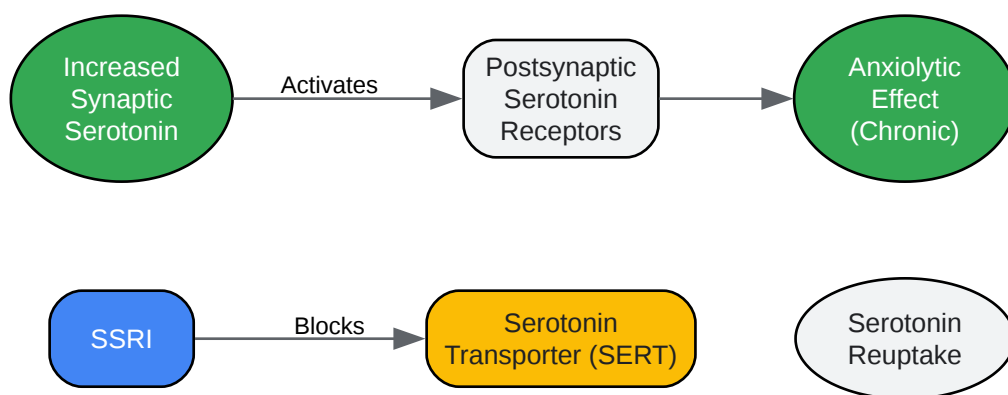 Increased
Synaptic
Serotonin
Activates
Postsynaptic
Serotonin
Receptors
Anxiolytic
Effect
(Chronic)
SSRI
Blocks
Serotonin
Transporter (SERT)
Serotonin
Reuptake